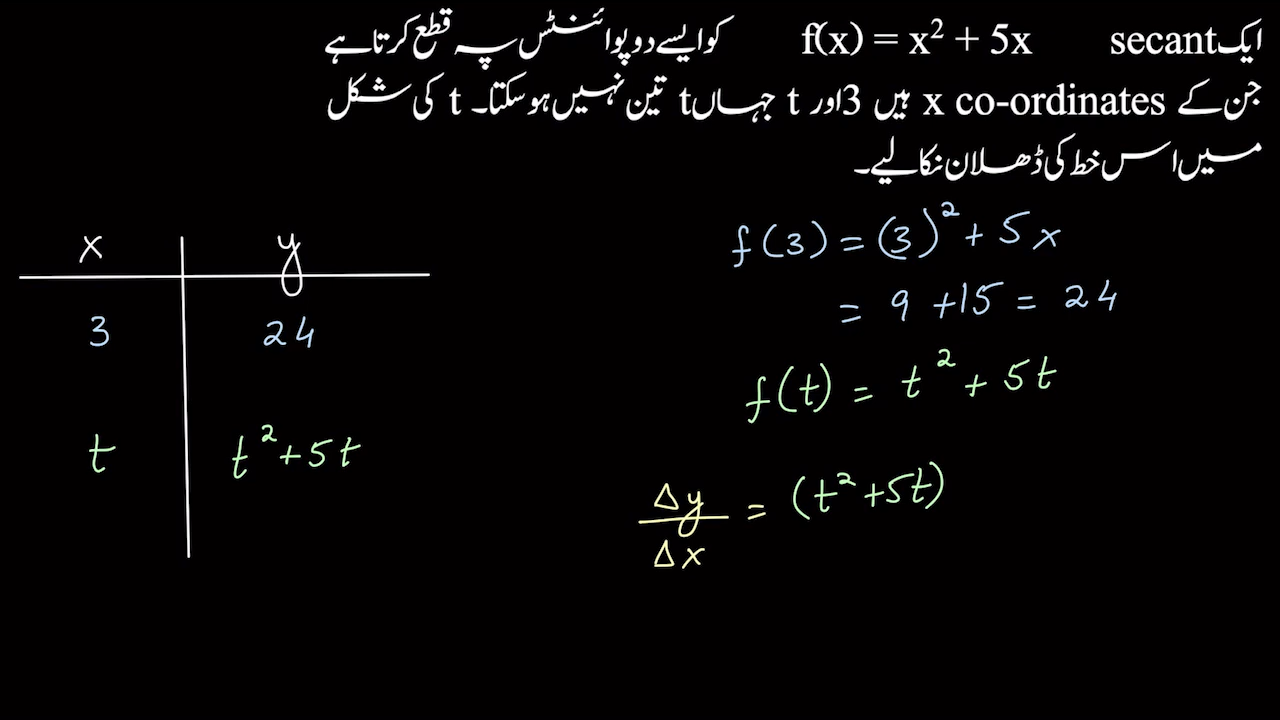 ایک secant f(x) = x² + 5x کو ایسے دو پوائنٹس پہ قطع کرتا ہے
جن کے x co-ordinates ہیں 3 اور t جہاں t تین نہیں ہو سکتا۔ t کی شکل
میں اس خط کی ڈھلان نکالیے۔
x y
3 24
t t² + 5t
f(3) = (3)² + 5x
= 9 + 15 = 24
f(t) = t² + 5t
Δy/Δx = (t² + 5t)